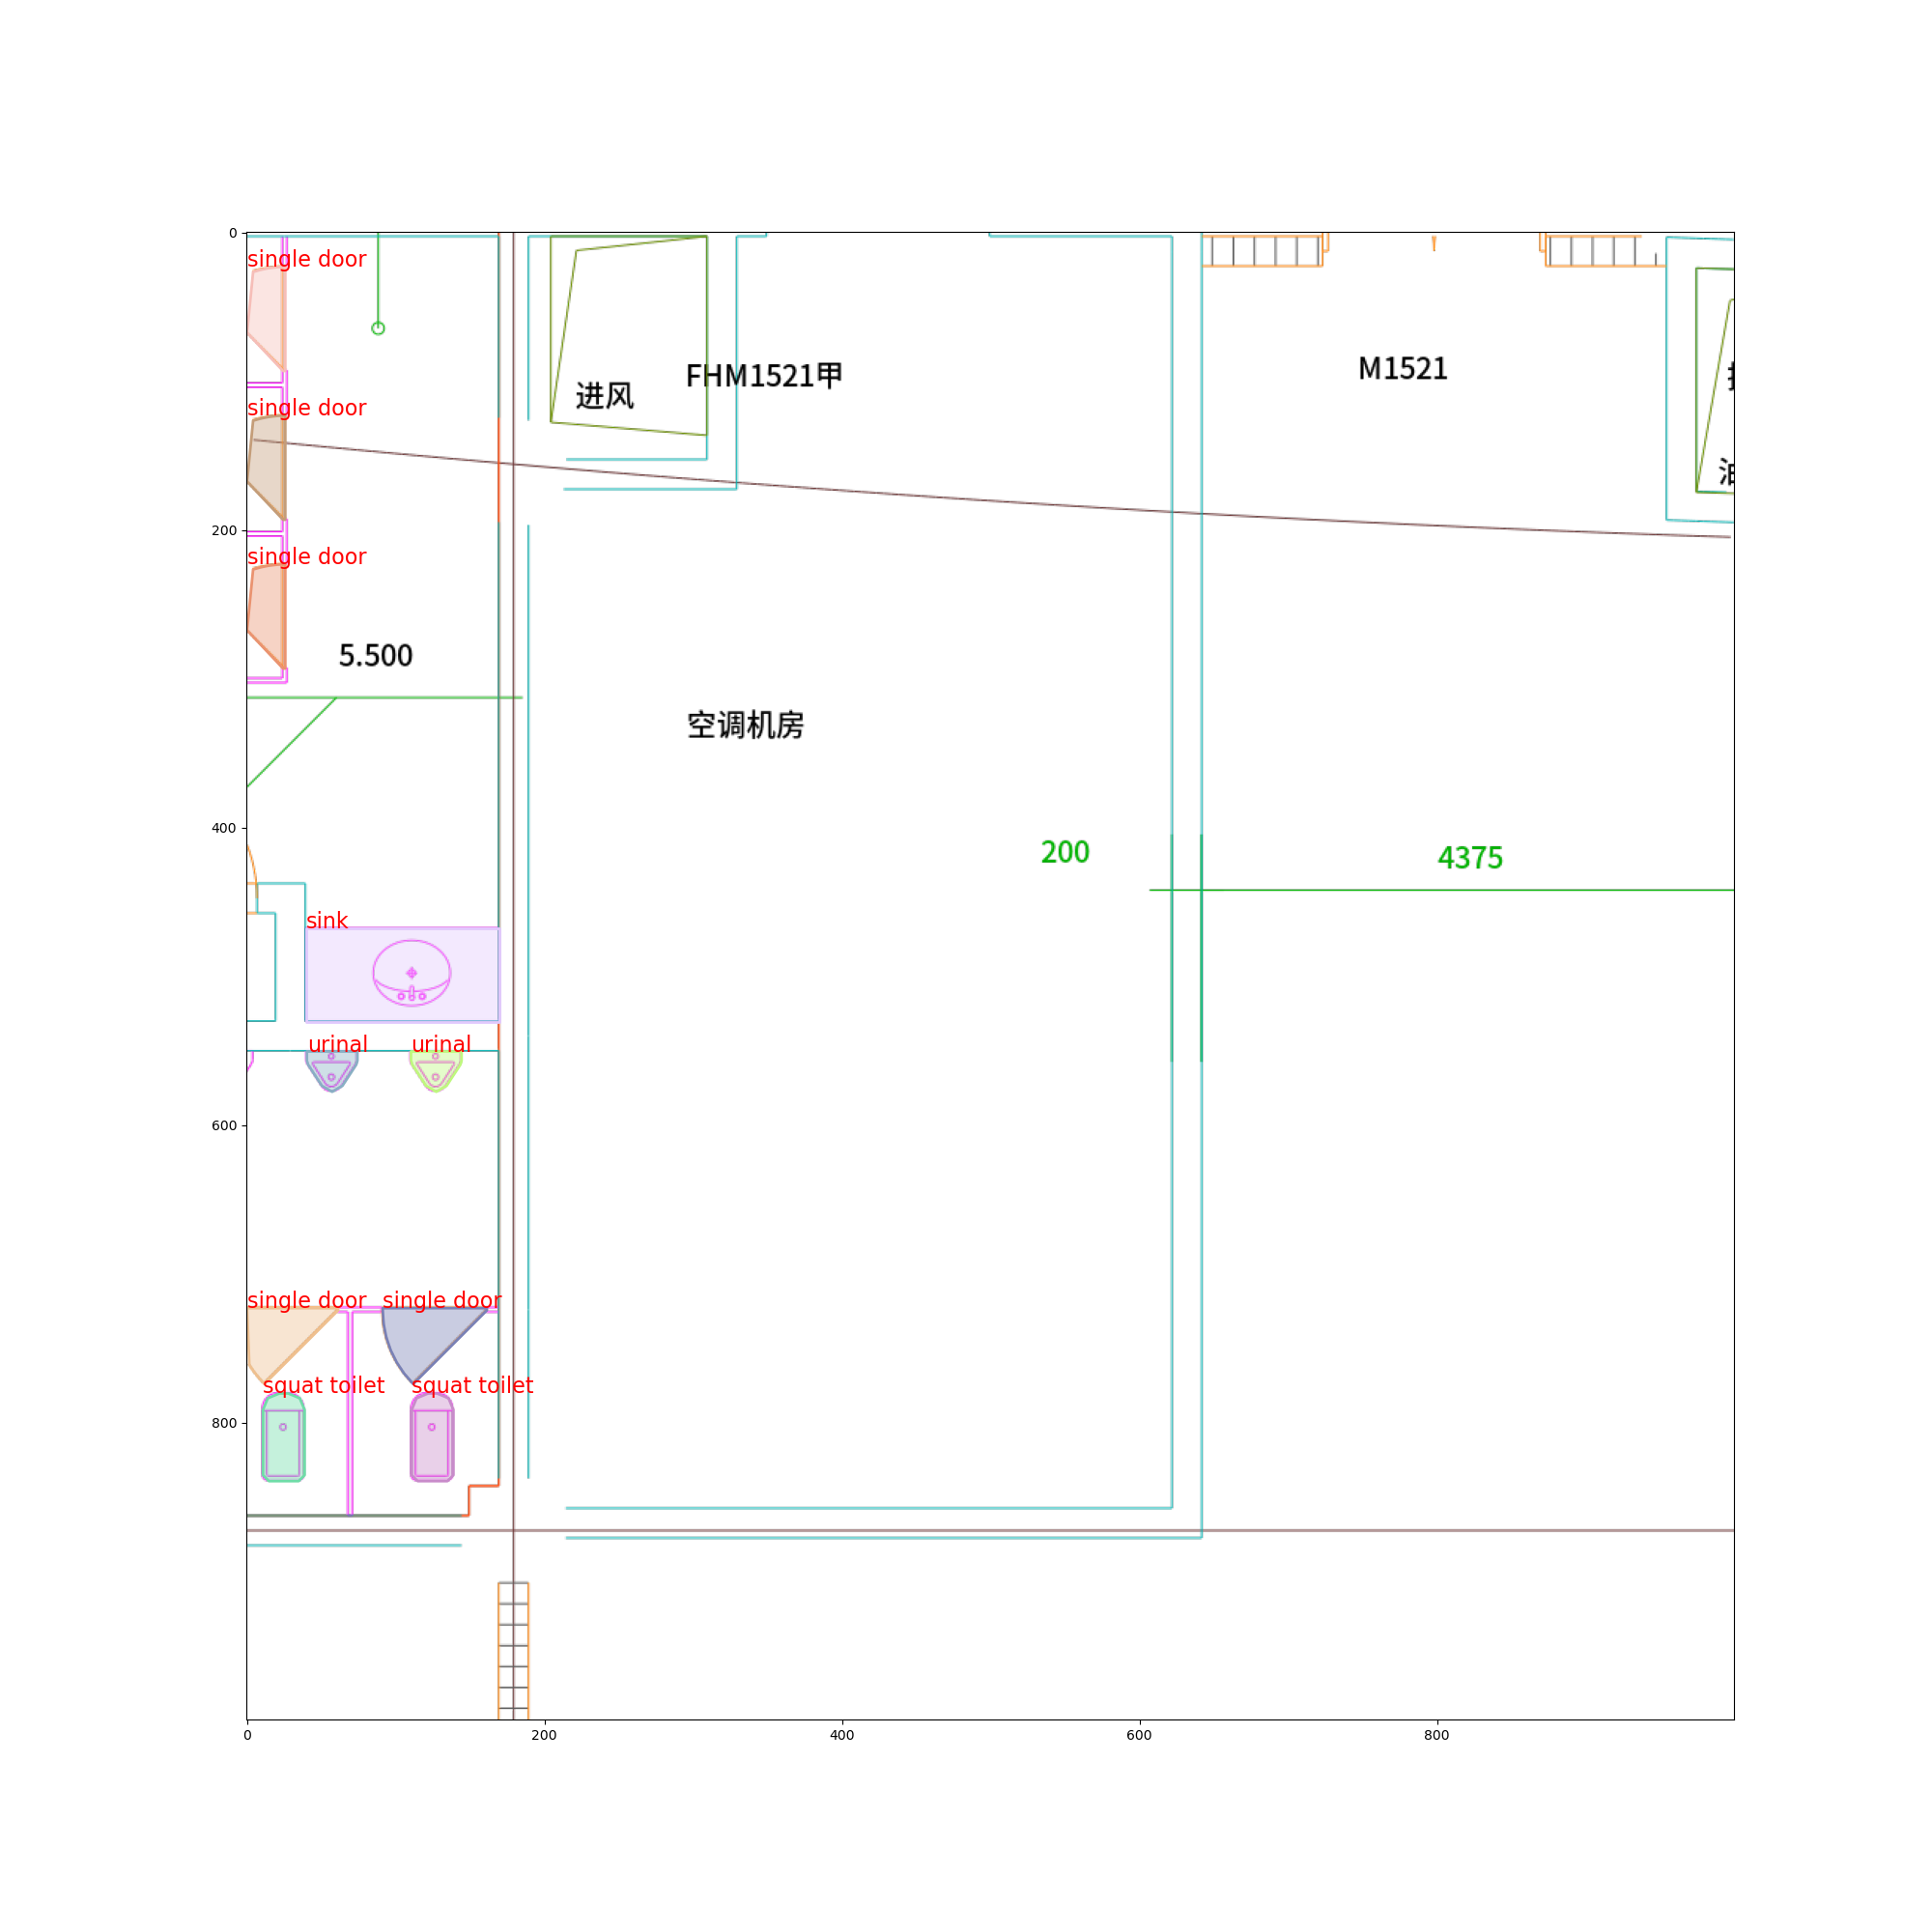 0
single door
FHM1521甲
M1521
进风
single door
200
single door
5.500
空调机房
400
200
4375
sink
urinal
urinal
600
single door
single door
squat toilet
squat toilet
800
0
200
400
600
800